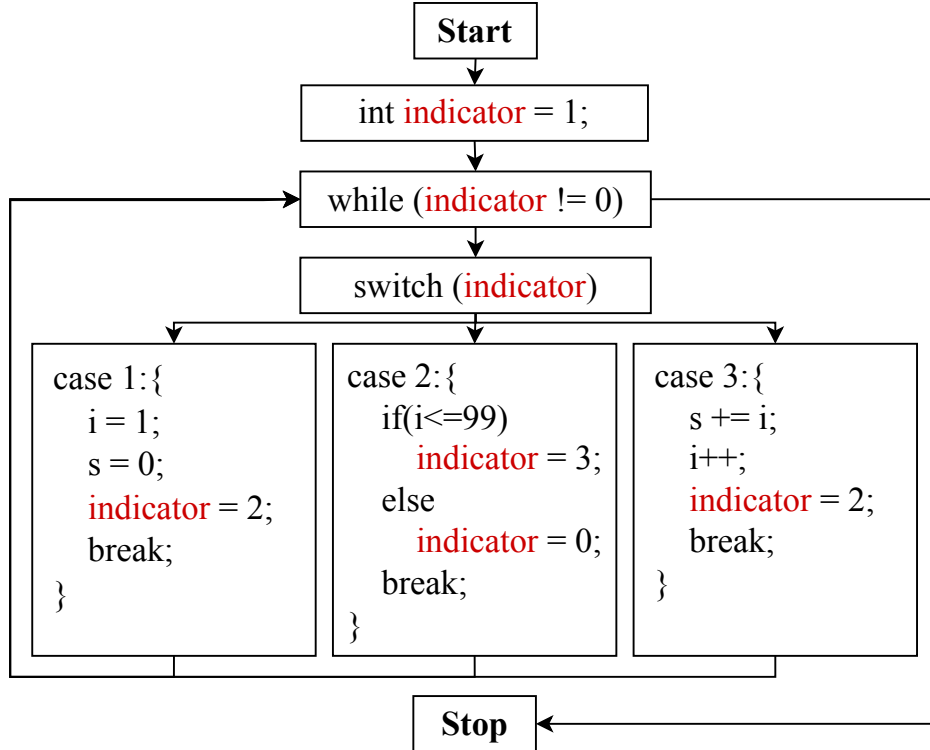 Start
int indicator = 1;
while (indicator != 0)
switch (indicator)
case 1:{
i = 1;
s = 0;
indicator = 2;
break;
}
case 2:{
if(i<=99)
indicator = 3;
else
indicator = 0;
break;
}
case 3:{
s += i;
i++;
indicator = 2;
break;
}
Stop